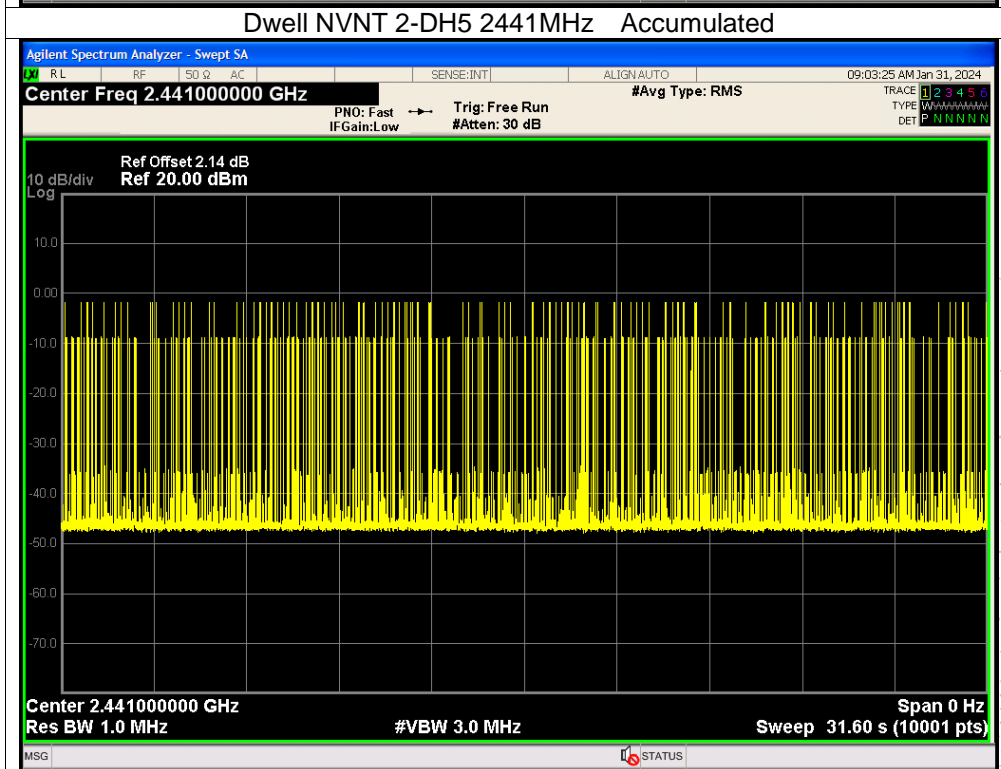 Dwell NVNT 2-DH5 2441MHz Accumulated
Agilent Spectrum Analyzer - Swept SA
LXI RL RF 50 Ω AC SENSE:INT ALIGN AUTO 09:03:25 AM Jan 31, 2024
Center Freq 2.441000000 GHz #Avg Type: RMS TRACE 1 2 3 4 5 6
PNO: Fast Trig: Free Run TYPE WWWWWW
IFGain:Low #Atten: 30 dB DET P N N N N N
Ref Offset 2.14 dB
10 dB/div Ref 20.00 dBm
Log
10.0
0.00
-10.0
-20.0
-30.0
-40.0
-50.0
-60.0
-70.0
Center 2.441000000 GHz Span 0 Hz
Res BW 1.0 MHz #VBW 3.0 MHz Sweep 31.60 s (10001 pts)
MSG STATUS